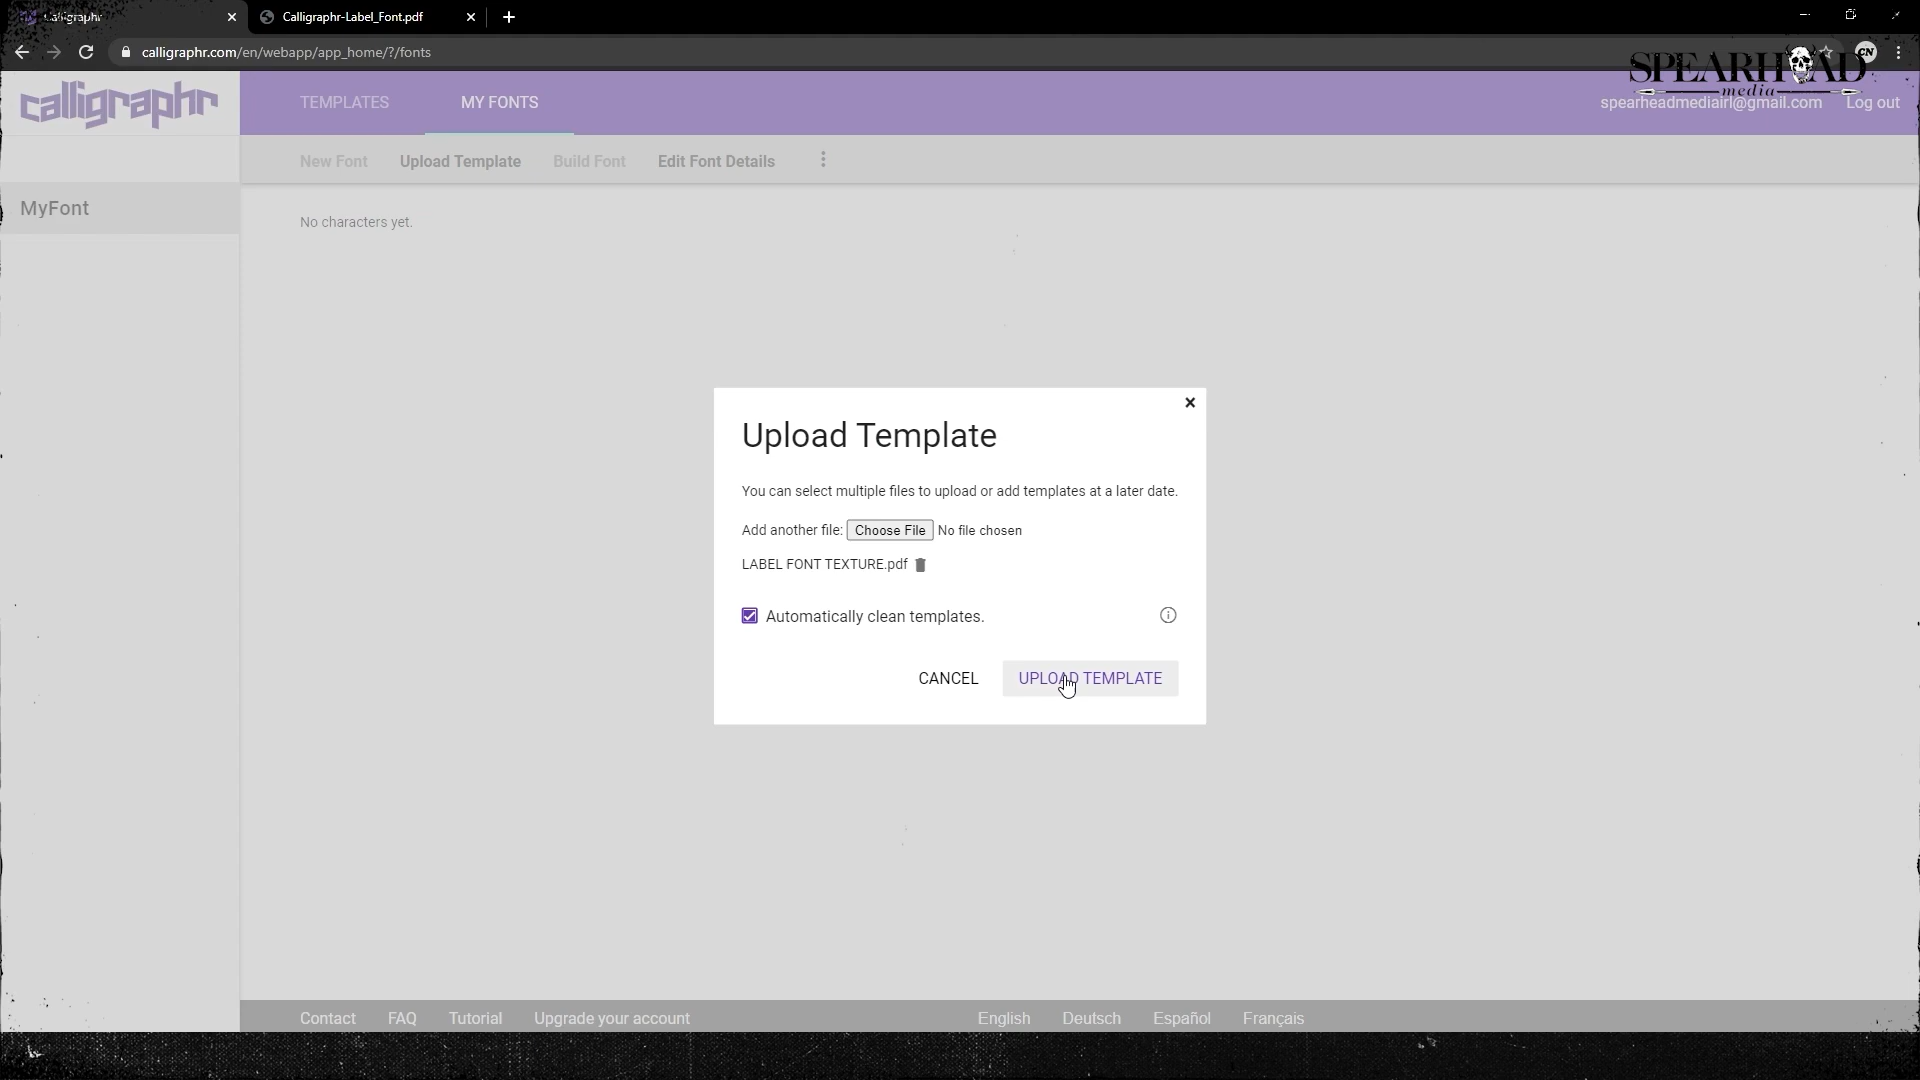 Calligraphr
Calligraphr-Label_Font.pdf
calligraphr.com/en/webapp/app_home/?/fonts
CN
SPEARHEAD
media
calligraphr
TEMPLATES
MY FONTS
spearheadmediairl@gmail.com
Log out
New Font
Upload Template
Build Font
Edit Font Details
MyFont
No characters yet.
Upload Template
You can select multiple files to upload or add templates at a later date.
Add another file: Choose File No file chosen
LABEL FONT TEXTURE.pdf
Automatically clean templates.
CANCEL
UPLOAD TEMPLATE
Contact
FAQ
Tutorial
Upgrade your account
English
Deutsch
Español
Français